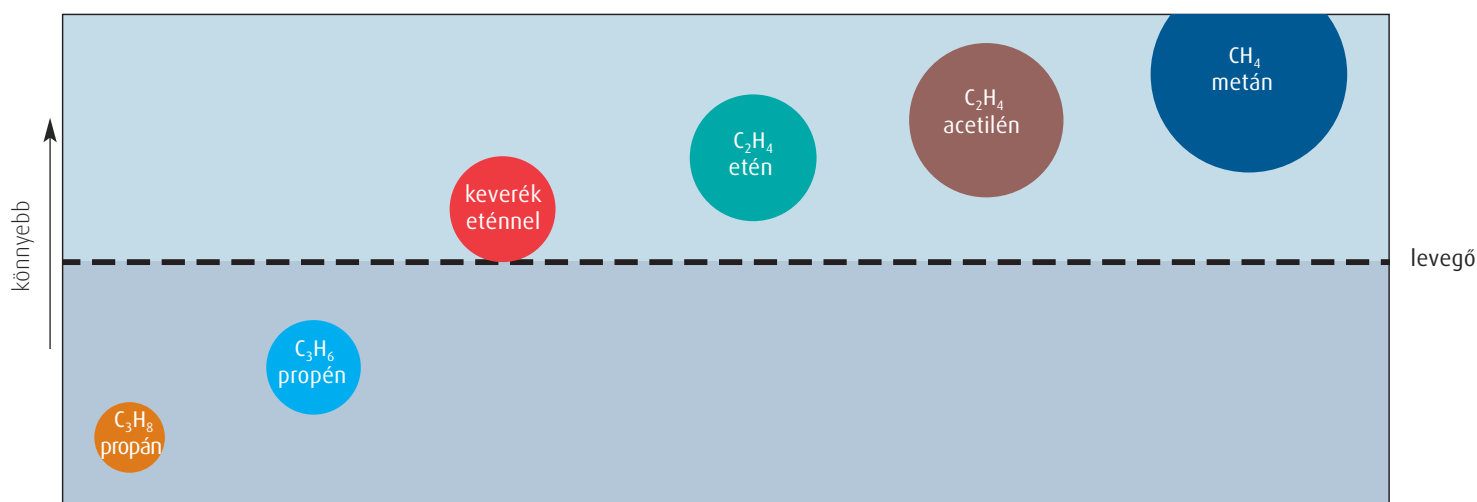 CH₄
metán
C₂H₄
acetilén
C₂H₄
etén
keverék
eténnel
könnyebb
levegő
C₃H₆
propén
C₃H₈
propán